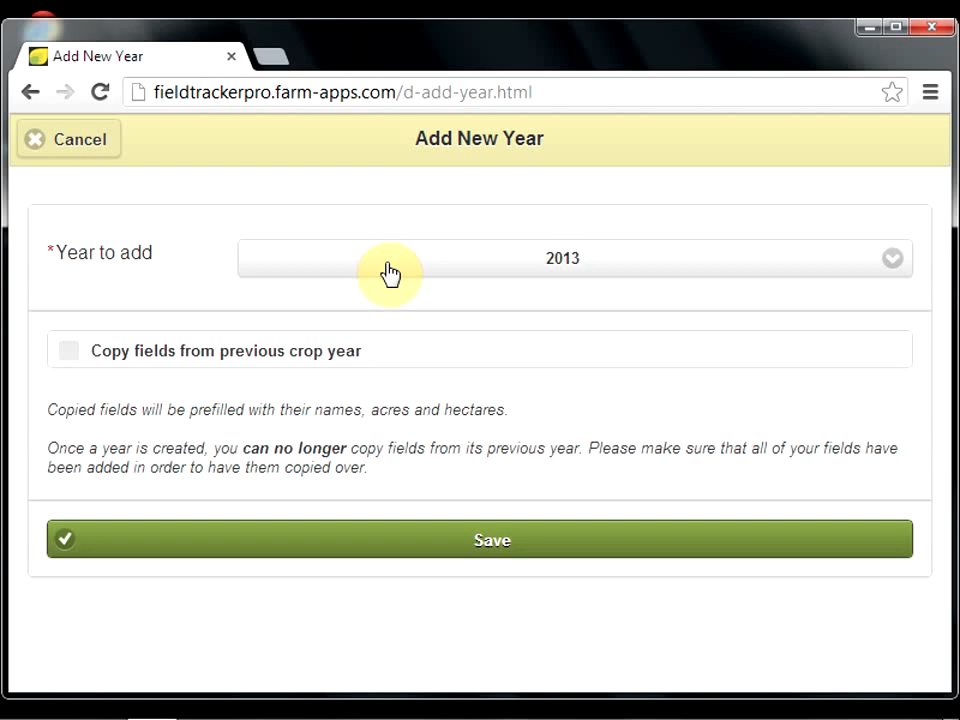 Add New Year
fieldtrackerpro.farm-apps.com/d-add-year.html
Cancel
Add New Year
*Year to add
2013
Copy fields from previous crop year
Copied fields will be prefilled with their names, acres and hectares.
Once a year is created, you can no longer copy fields from its previous year. Please make sure that all of your fields have
been added in order to have them copied over.
Save